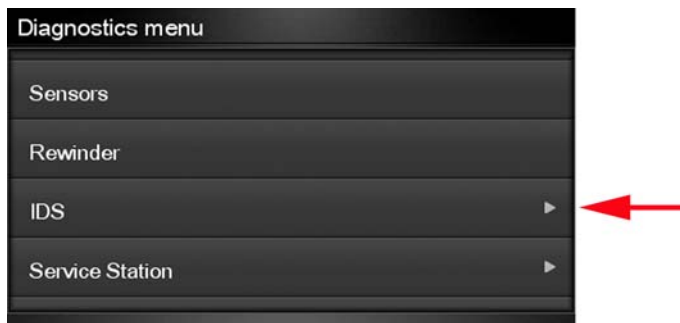 Diagnostics menu
Sensors
Rewinder
IDS
Service Station